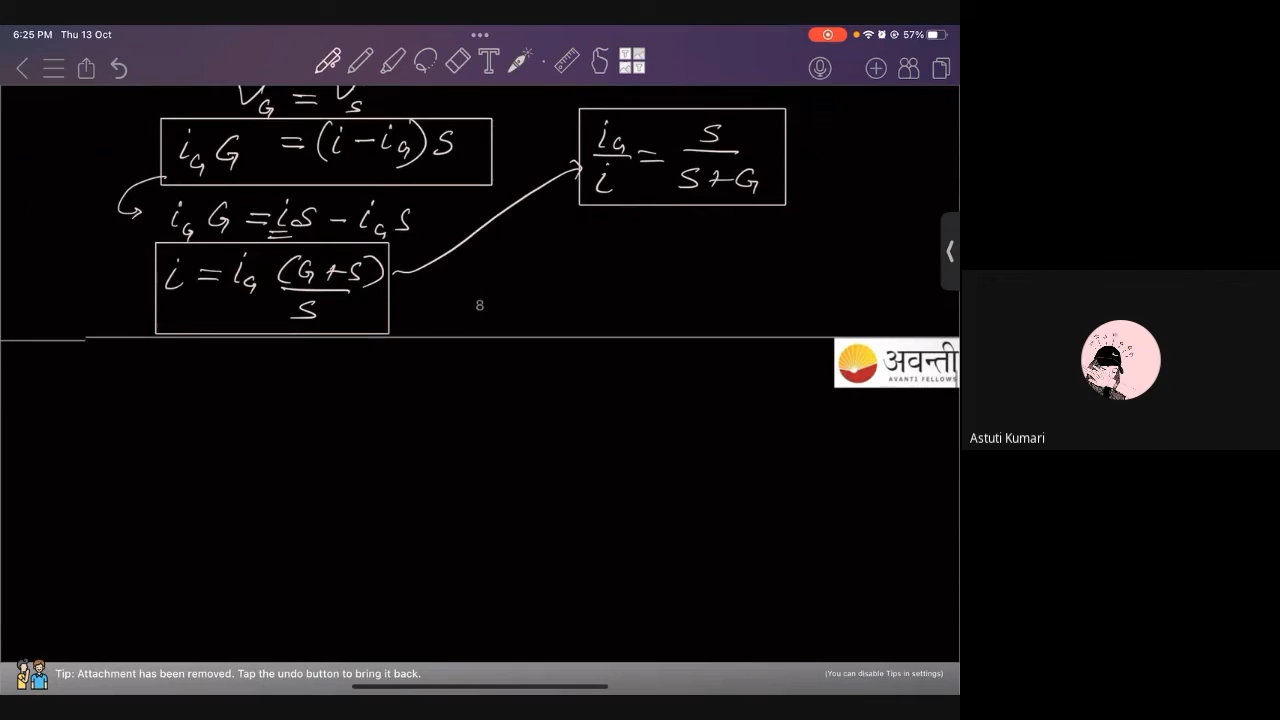 6:25 PM Thu 13 Oct
57%
V_G = V_S
i_G G = (i - i_G) S
i_G G = iS - i_G S
i = i_G (G + S) / S
i_G / i = S / (S + G)
8
अवन्ती
AVANTI FELLOWS
Astuti Kumari
Tip: Attachment has been removed. Tap the undo button to bring it back.
(You can disable Tips in settings)